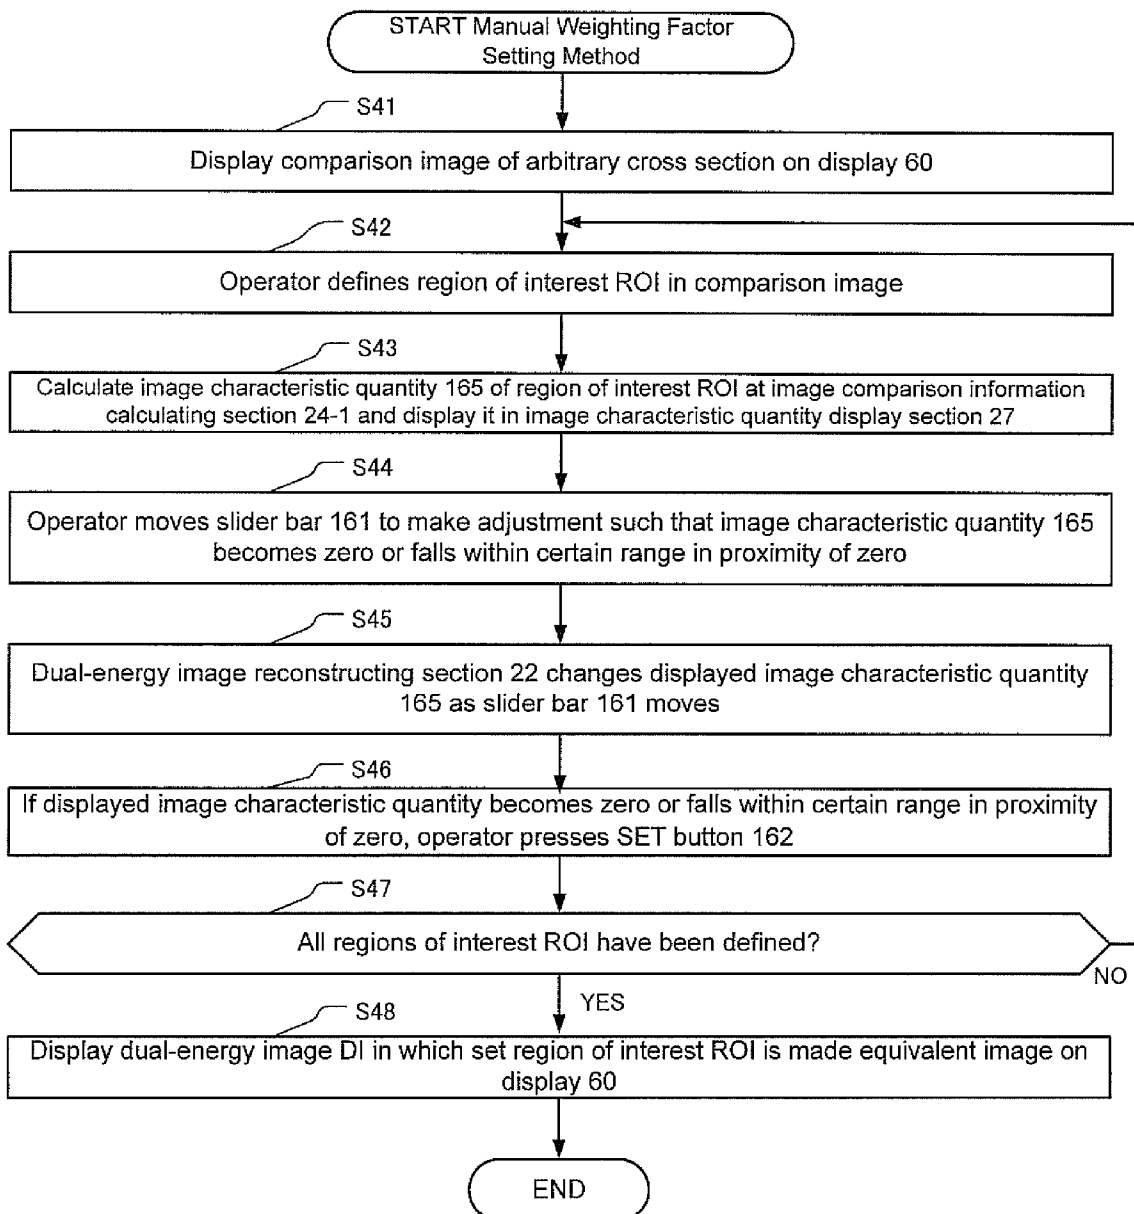 START Manual Weighting Factor
Setting Method
S41
Display comparison image of arbitrary cross section on display 60
S42
Operator defines region of interest ROI in comparison image
S43
Calculate image characteristic quantity 165 of region of interest ROI at image comparison information
calculating section 24-1 and display it in image characteristic quantity display section 27
S44
Operator moves slider bar 161 to make adjustment such that image characteristic quantity 165
becomes zero or falls within certain range in proximity of zero
S45
Dual-energy image reconstructing section 22 changes displayed image characteristic quantity
165 as slider bar 161 moves
S46
If displayed image characteristic quantity becomes zero or falls within certain range in proximity
of zero, operator presses SET button 162
S47
All regions of interest ROI have been defined?
NO
YES
S48
Display dual-energy image DI in which set region of interest ROI is made equivalent image on
display 60
END